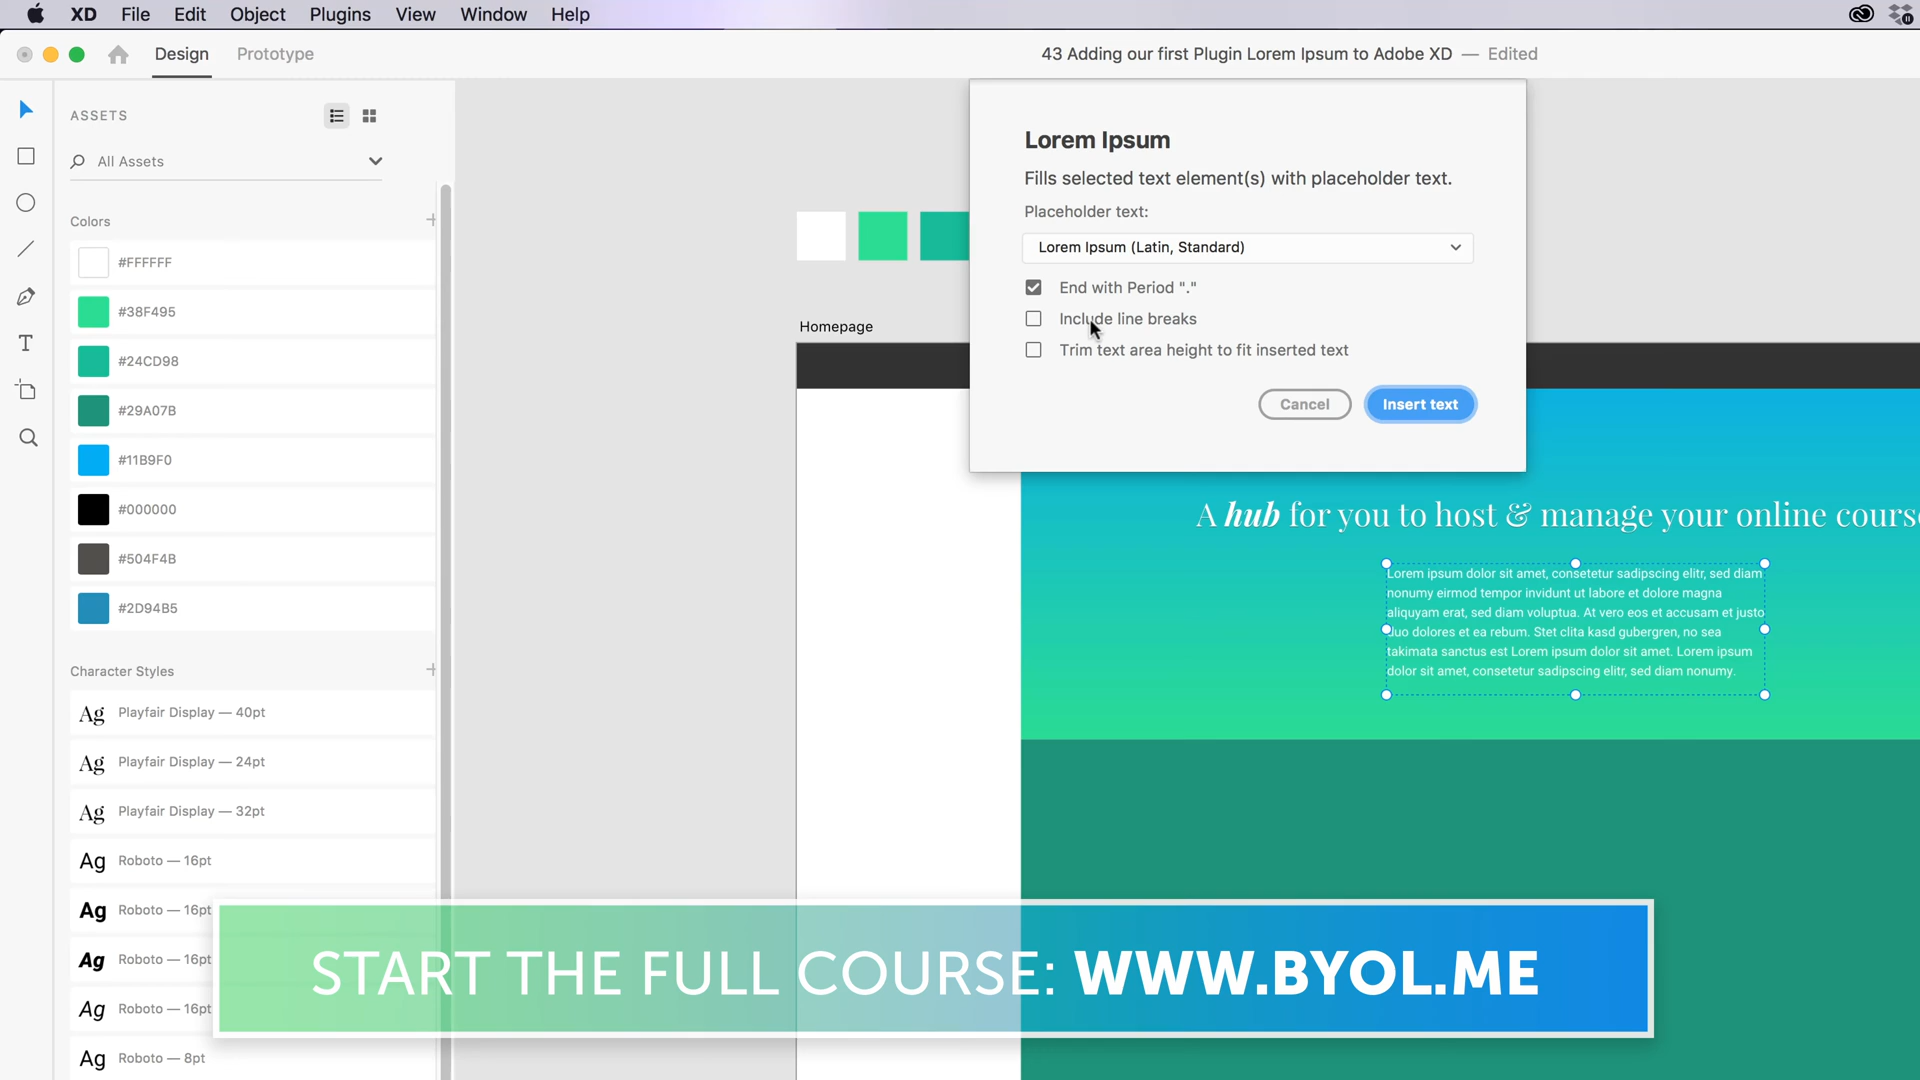 XD File Edit Object Plugins View Window Help
Design Prototype
43 Adding our first Plugin Lorem Ipsum to Adobe XD — Edited
ASSETS
All Assets
Colors
#FFFFFF
#38F495
#24CD98
#29A07B
#11B9F0
#000000
#504F4B
#2D94B5
Character Styles
Ag Playfair Display — 40pt
Ag Playfair Display — 24pt
Ag Playfair Display — 32pt
Ag Roboto — 16pt
Ag Roboto — 16pt
Ag Roboto — 16pt
Ag Roboto — 16pt
Ag Roboto — 8pt
Lorem Ipsum
Fills selected text element(s) with placeholder text.
Placeholder text:
Lorem Ipsum (Latin, Standard)
End with Period "."
Include line breaks
Trim text area height to fit inserted text
Cancel Insert text
Homepage
A hub for you to host & manage your online cours
Lorem ipsum dolor sit amet, consetetur sadipscing elitr, sed diam
nonumy eirmod tempor invidunt ut labore et dolore magna
aliquyam erat, sed diam voluptua. At vero eos et accusam et justo
duo dolores et ea rebum. Stet clita kasd gubergren, no sea
takimata sanctus est Lorem ipsum dolor sit amet. Lorem ipsum
dolor sit amet, consetetur sadipscing elitr, sed diam nonumy.
START THE FULL COURSE: WWW.BYOL.ME